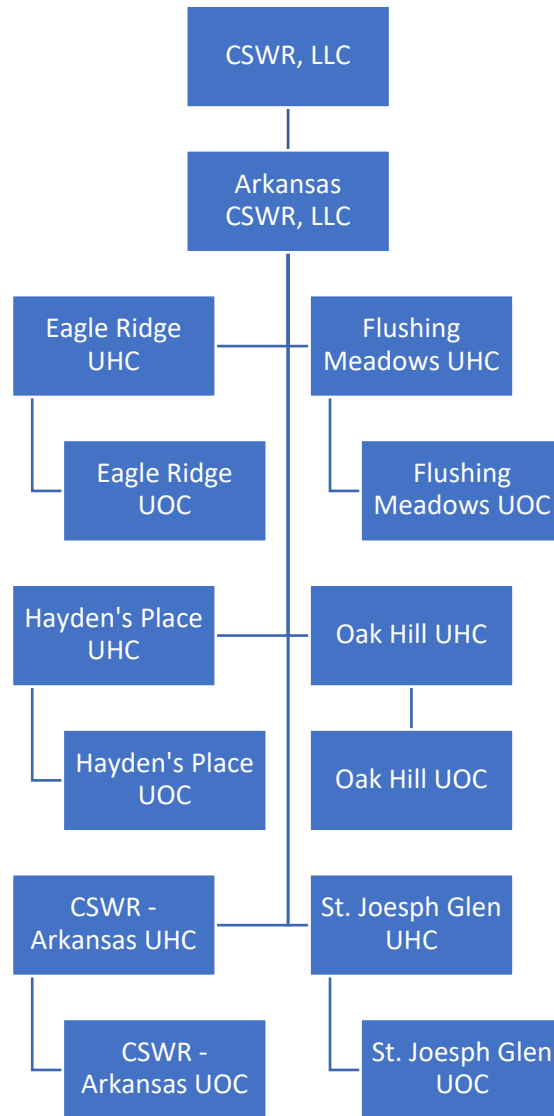 CSWR, LLC
Arkansas
CSWR, LLC
Eagle Ridge
UHC
Flushing
Meadows UHC
Eagle Ridge
UOC
Flushing
Meadows UOC
Hayden's Place
UHC
Oak Hill UHC
Hayden's Place
UOC
Oak Hill UOC
CSWR -
Arkansas UHC
St. Joesph Glen
UHC
CSWR -
Arkansas UOC
St. Joesph Glen
UOC